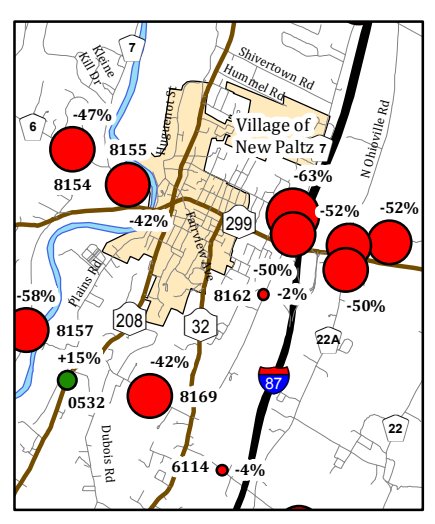 7
Kleine
Kill Dr
Shivertown Rd
Hummel Rd
-47%
6
Huguenot St
N Ohioville Rd
Village of
New Paltz
7
8155
8154
-63%
-52%
-52%
-42%
299
Fairview Ave
-50%
Plains Rd
8162
-2%
-50%
-58%
8157
208
32
22A
+15%
-42%
87
0532
8169
22
Dubois Rd
6114
-4%